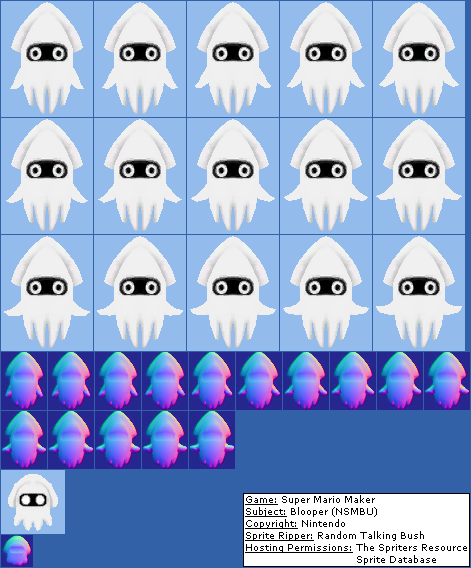 Game: Super Mario Maker
Subject: Blooper (NSMBU)
Copyright: Nintendo
Sprite Ripper: Random Talking Bush
Hosting Permissions: The Spriters Resource
Sprite Database